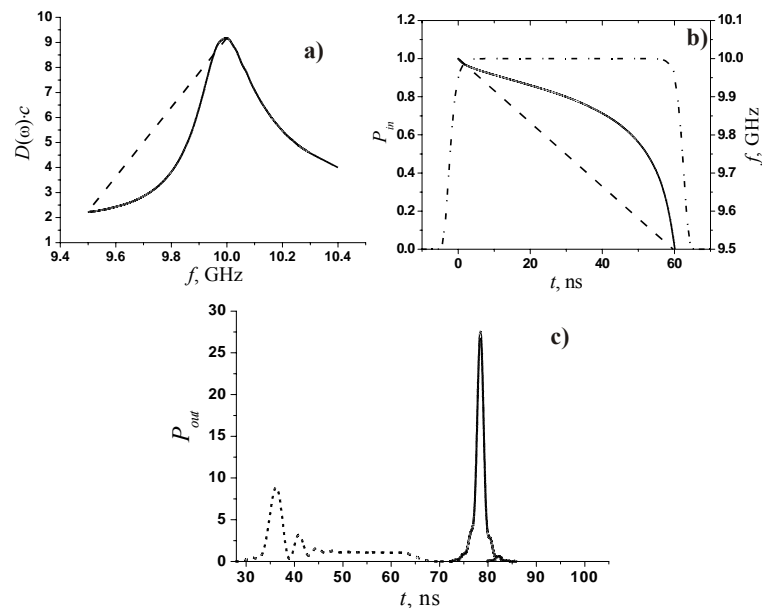 a)
D(ω)·c
10
9
8
7
6
5
4
3
2
1
9.4 9.6 9.8 10.0 10.2 10.4
f, GHz
b)
P_in
1.2
1.0
0.8
0.6
0.4
0.2
0.0
10.1
10.0
9.9
9.8
9.7
9.6
9.5
f, GHz
0 20 40 60
t, ns
c)
P_out
30
25
20
15
10
5
0
30 40 50 60 70 80 90 100
t, ns